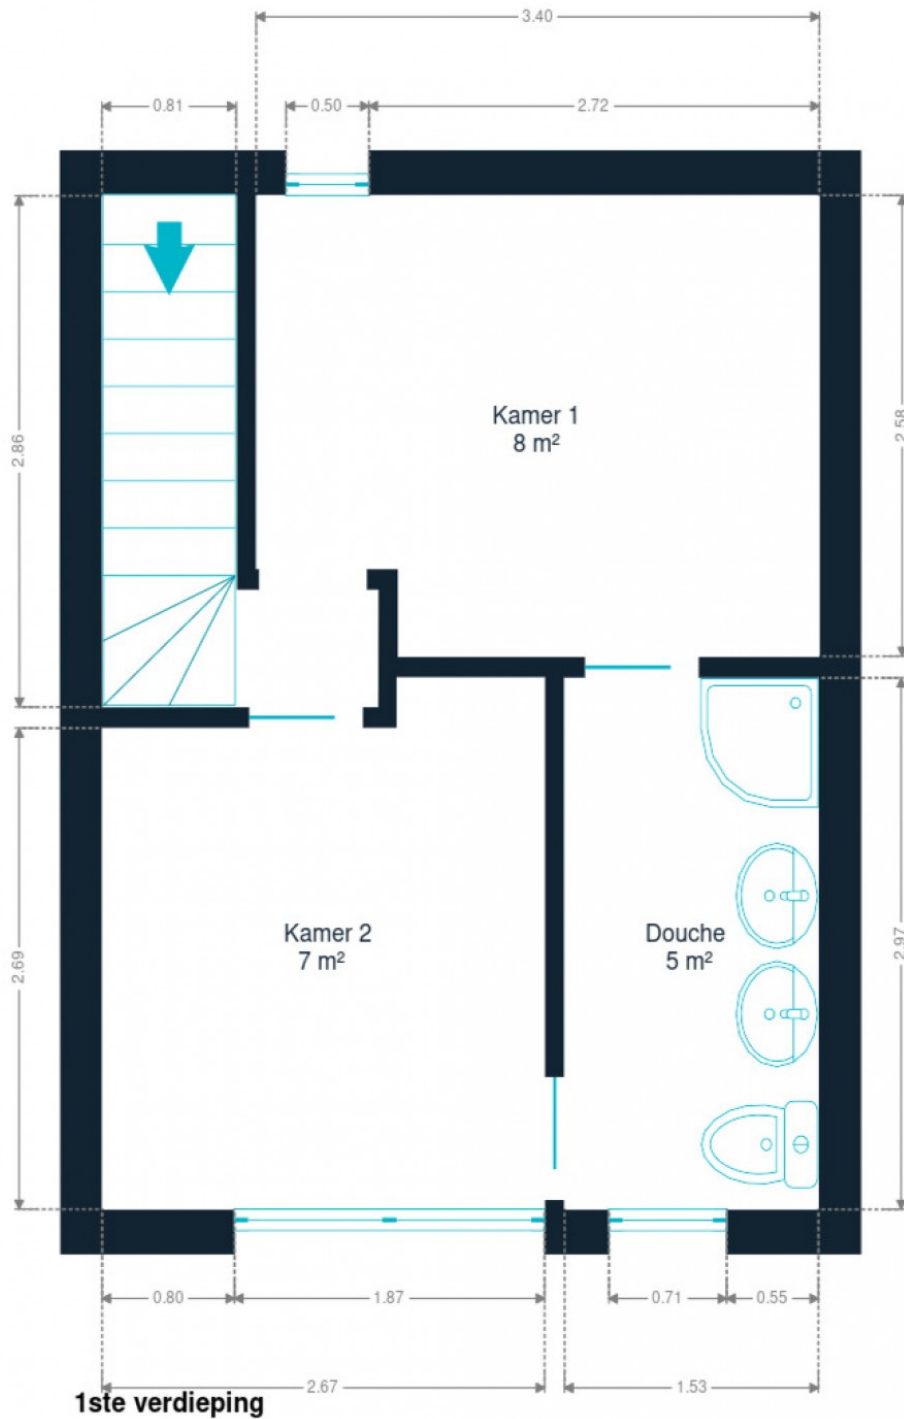 3.40
0.81
0.50
2.72
2.86
2.58
Kamer 1
8 m²
Kamer 2
7 m²
Douche
5 m²
2.69
2.97
0.80
1.87
0.71
0.55
2.67
1.53
1ste verdieping